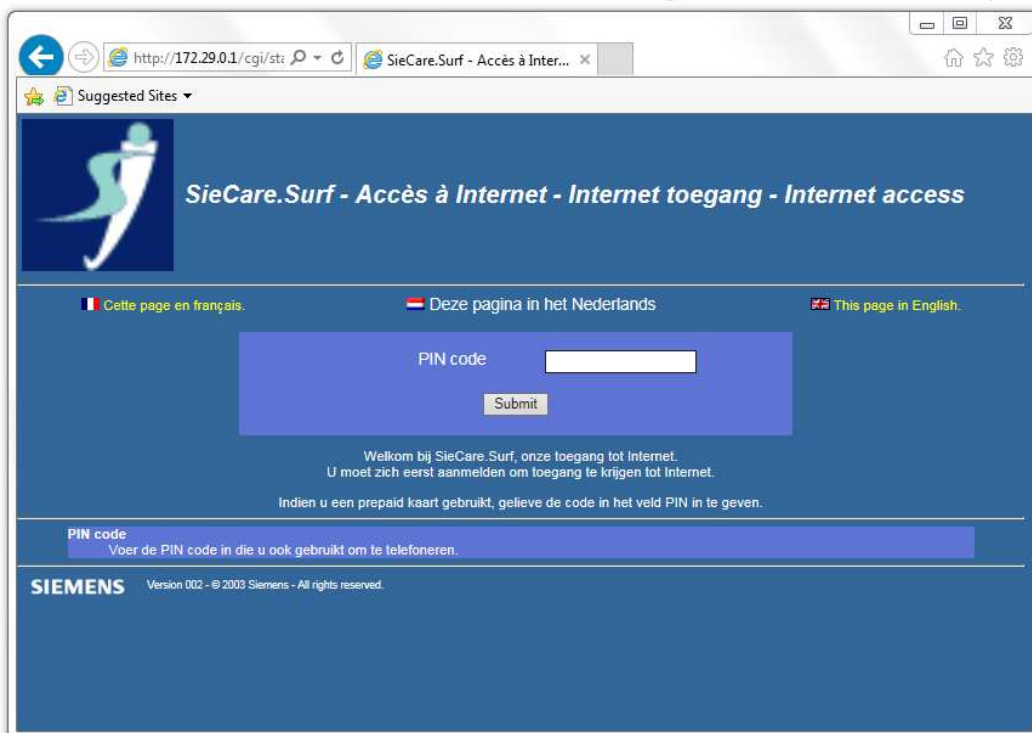 http://172.29.0.1/cgi/sta
SieCare.Surf - Accès à Inter...
Suggested Sites
SieCare.Surf - Accès à Internet - Internet toegang - Internet access
Cette page en français.
Deze pagina in het Nederlands
This page in English.
PIN code
Submit
Welkom bij SieCare.Surf, onze toegang tot Internet.
U moet zich eerst aanmelden om toegang te krijgen tot Internet.
Indien u een prepaid kaart gebruikt, gelieve de code in het veld PIN in te geven.
PIN code
Voer de PIN code in die u ook gebruikt om te telefoneren.
SIEMENS Version 002 - © 2003 Siemens - All rights reserved.